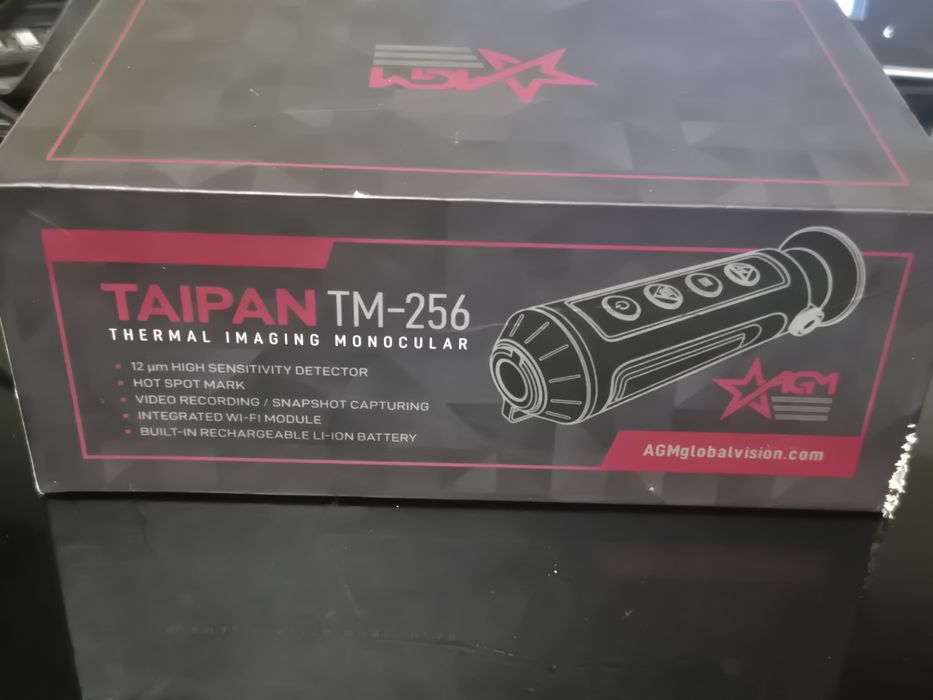 AGM
TAIPAN TM-256
THERMAL IMAGING MONOCULAR
12 µm HIGH SENSITIVITY DETECTOR
HOT SPOT MARK
VIDEO RECORDING / SNAPSHOT CAPTURING
INTEGRATED WI-FI MODULE
BUILT-IN RECHARGEABLE LI-ION BATTERY
AGM
AGMglobalvision.com